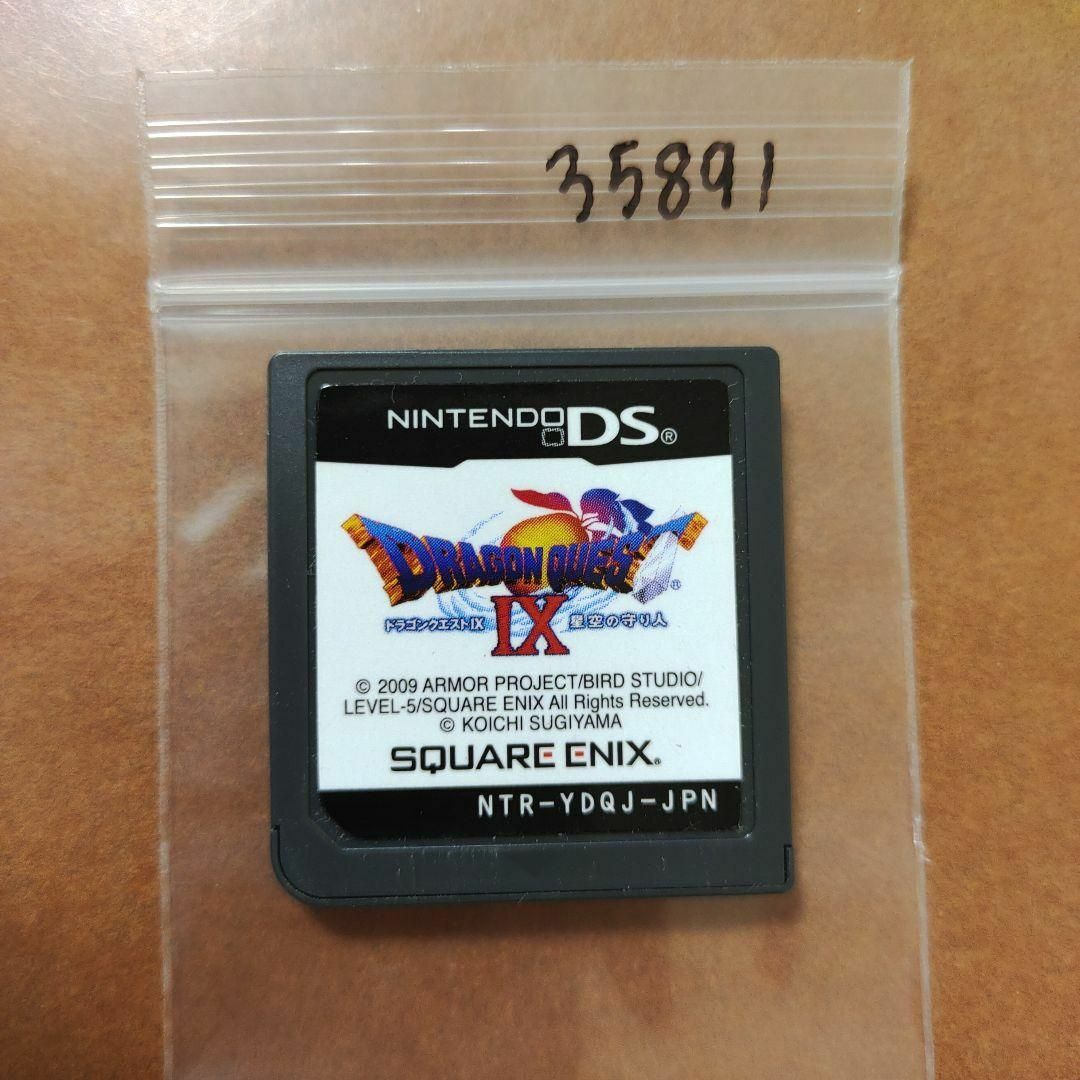 35891
NINTENDO DS®
DRAGON QUEST®
ドラゴンクエストIX IX 星空の守り人
© 2009 ARMOR PROJECT/BIRD STUDIO/
LEVEL-5/SQUARE ENIX All Rights Reserved.
© KOICHI SUGIYAMA
SQUARE ENIX®
NTR-YDQJ-JPN